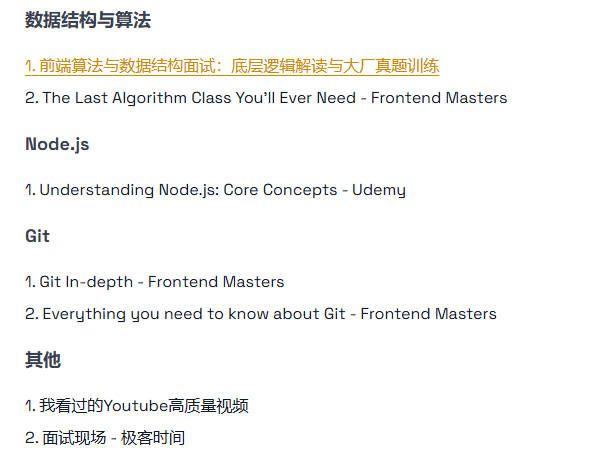 数据结构与算法
1. 前端算法与数据结构面试：底层逻辑解读与大厂真题训练
2. The Last Algorithm Class You'll Ever Need - Frontend Masters
Node.js
1. Understanding Node.js: Core Concepts - Udemy
Git
1. Git In-depth - Frontend Masters
2. Everything you need to know about Git - Frontend Masters
其他
1. 我看过的Youtube高质量视频
2. 面试现场 - 极客时间